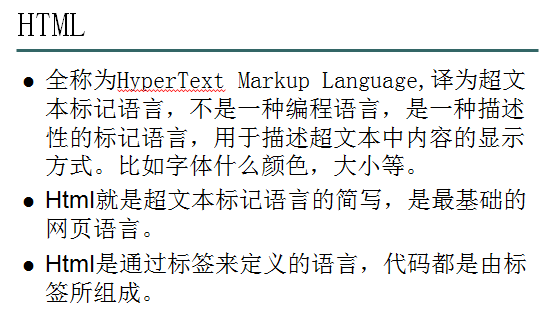 HTML
● 全称为HyperText Markup Language,译为超文
本标记语言，不是一种编程语言，是一种描述
性的标记语言，用于描述超文本中内容的显示
方式。比如字体什么颜色，大小等。
● Html就是超文本标记语言的简写，是最基础的
网页语言。
● Html是通过标签来定义的语言，代码都是由标
签所组成。